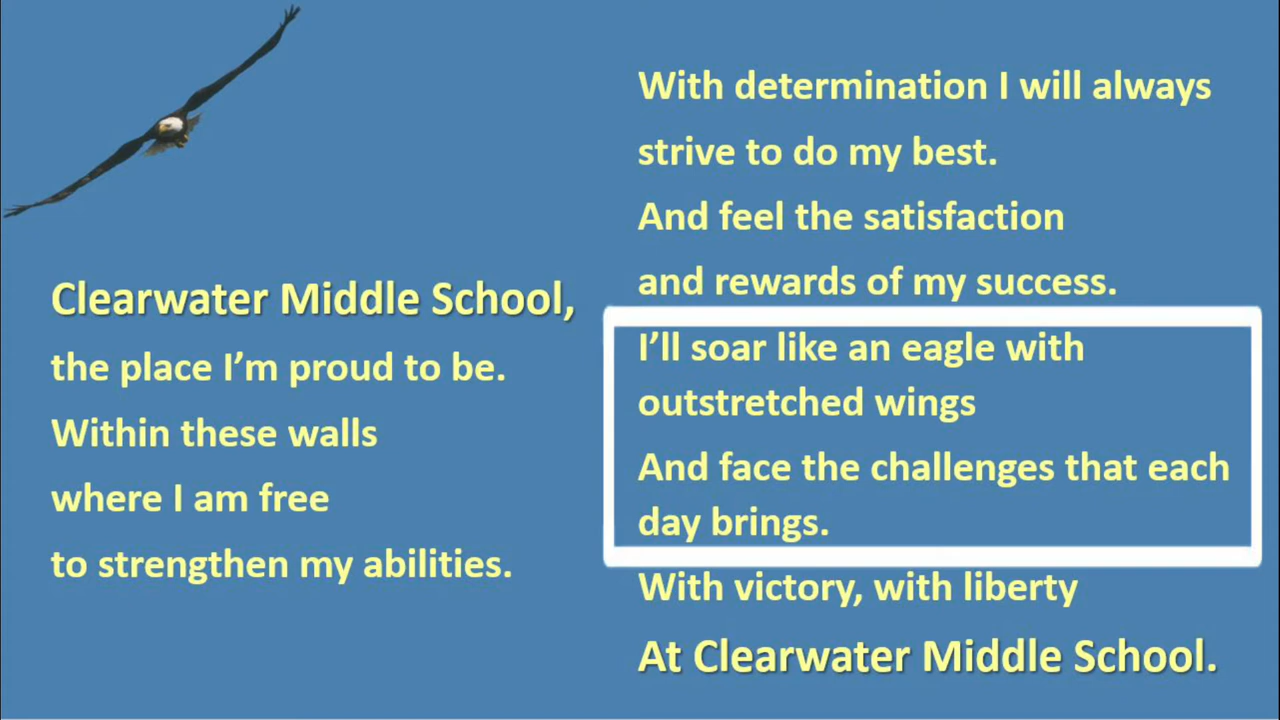 Clearwater Middle School,
the place I’m proud to be.
Within these walls
where I am free
to strengthen my abilities.
With determination I will always
strive to do my best.
And feel the satisfaction
and rewards of my success.
I’ll soar like an eagle with
outstretched wings
And face the challenges that each
day brings.
With victory, with liberty
At Clearwater Middle School.